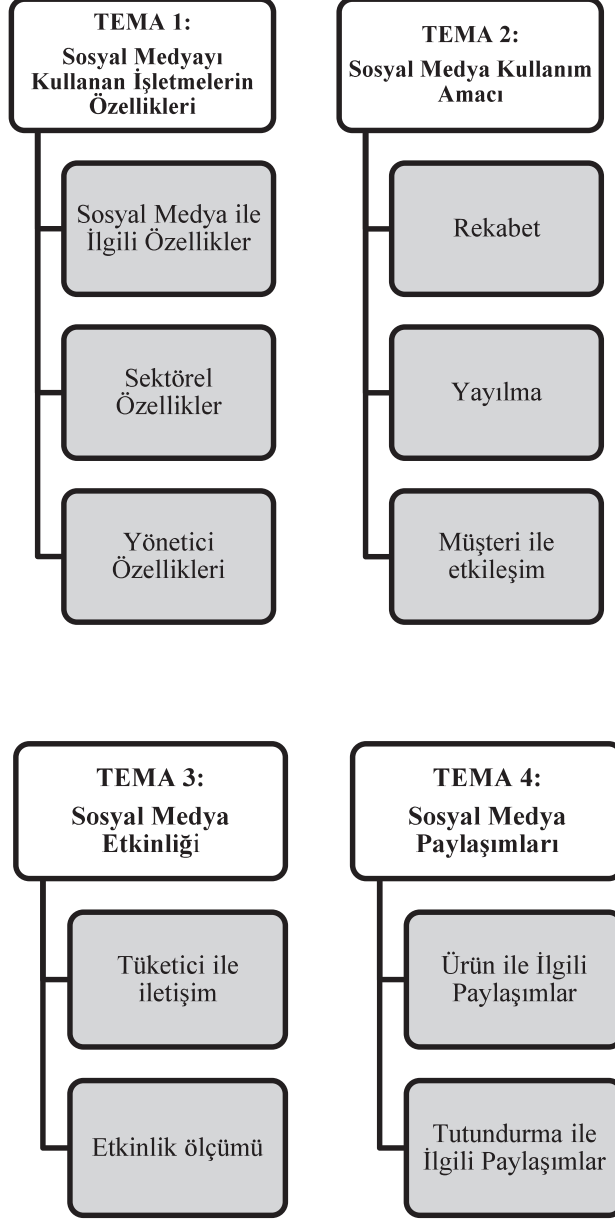 TEMA 1:
Sosyal Medyayı
Kullanan İşletmelerin
Özellikleri
Sosyal Medya ile
İlgili Özellikler
Sektörel
Özellikler
Yönetici
Özellikleri
TEMA 2:
Sosyal Medya Kullanım
Amacı
Rekabet
Yayılma
Müşteri ile
etkileşim
TEMA 3:
Sosyal Medya
Etkinliği
Tüketici ile
iletişim
Etkinlik ölçümü
TEMA 4:
Sosyal Medya
Paylaşımları
Ürün ile İlgili
Paylaşımlar
Tutundurma ile
İlgili Paylaşımlar